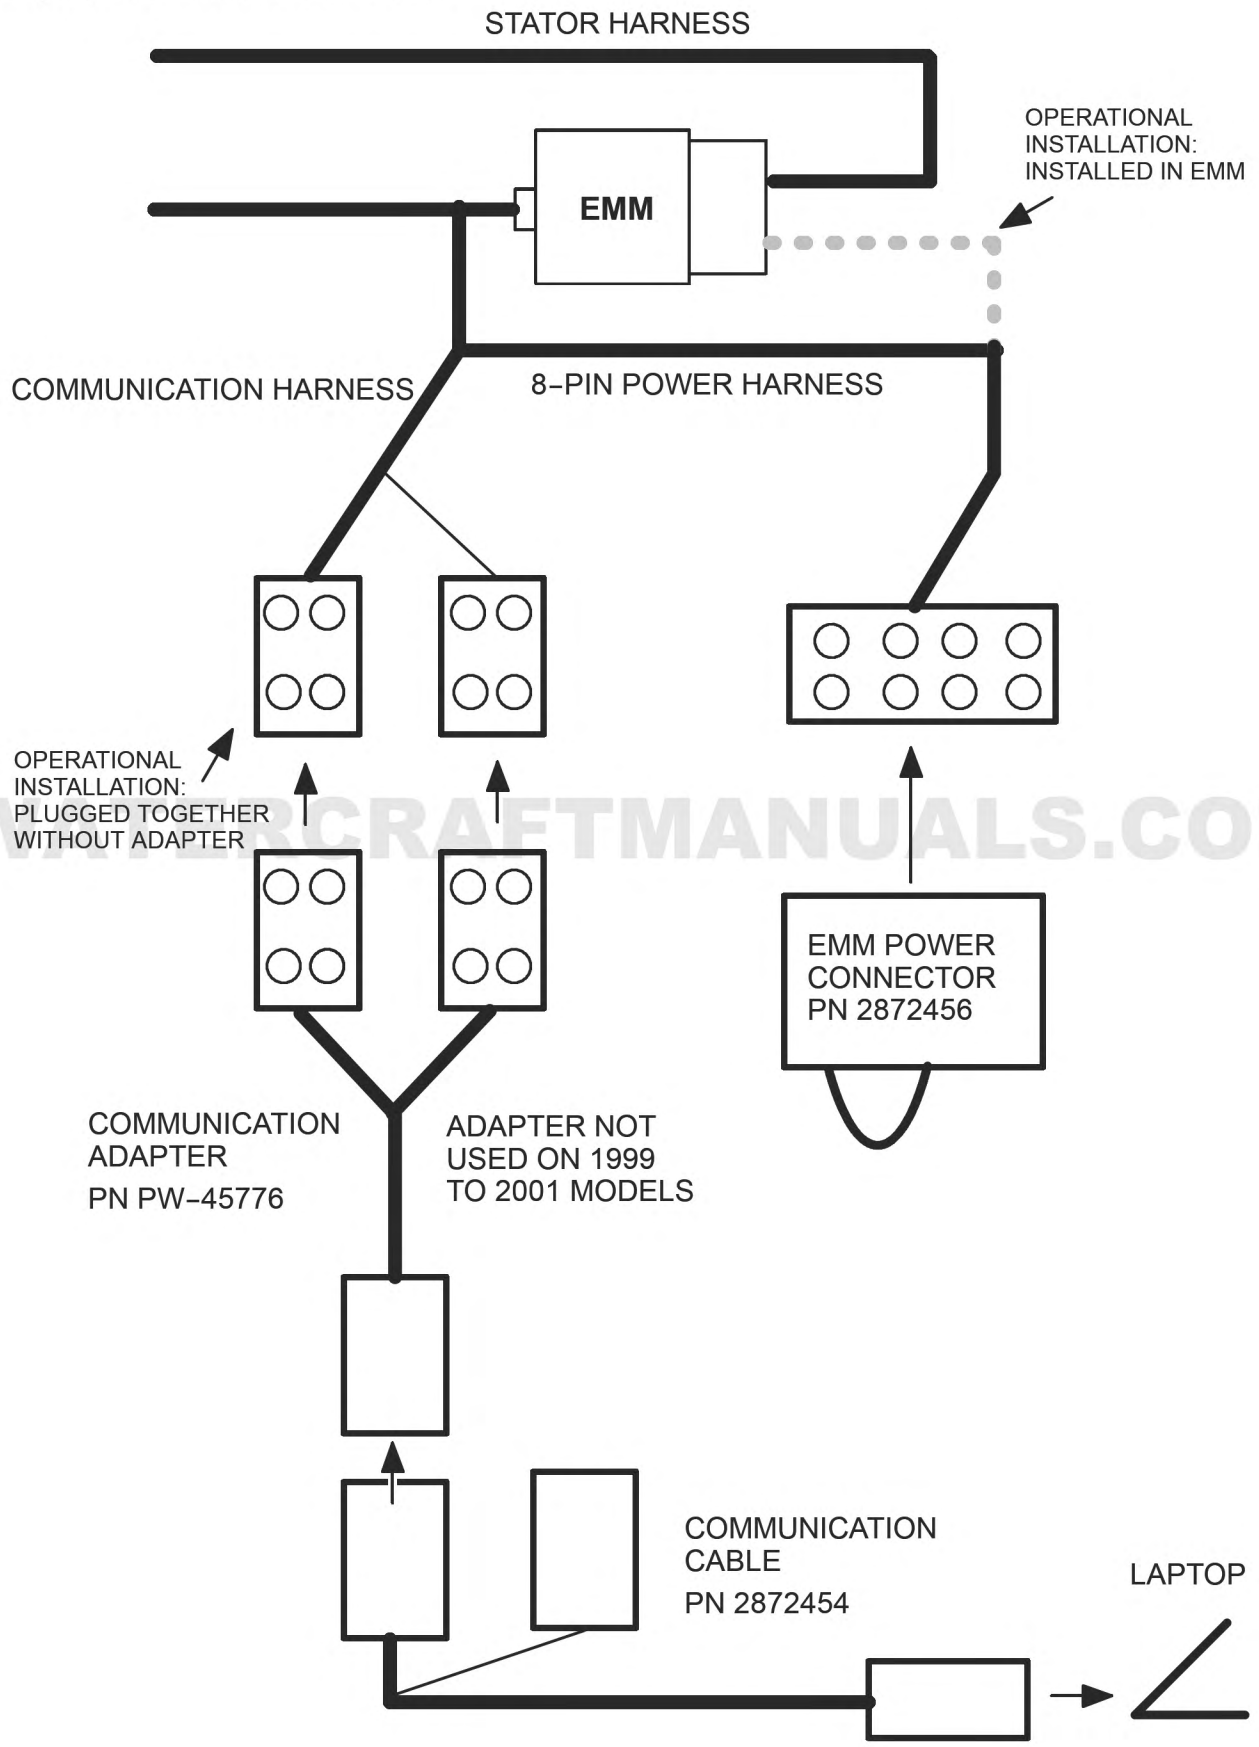 STATOR HARNESS
OPERATIONAL
INSTALLATION:
INSTALLED IN EMM
EMM
COMMUNICATION HARNESS
8-PIN POWER HARNESS
OPERATIONAL
INSTALLATION:
PLUGGED TOGETHER
WITHOUT ADAPTER
WATERCRAFTMANUALS.CO
EMM POWER
CONNECTOR
PN 2872456
COMMUNICATION
ADAPTER
PN PW-45776
ADAPTER NOT
USED ON 1999
TO 2001 MODELS
COMMUNICATION
CABLE
PN 2872454
LAPTOP